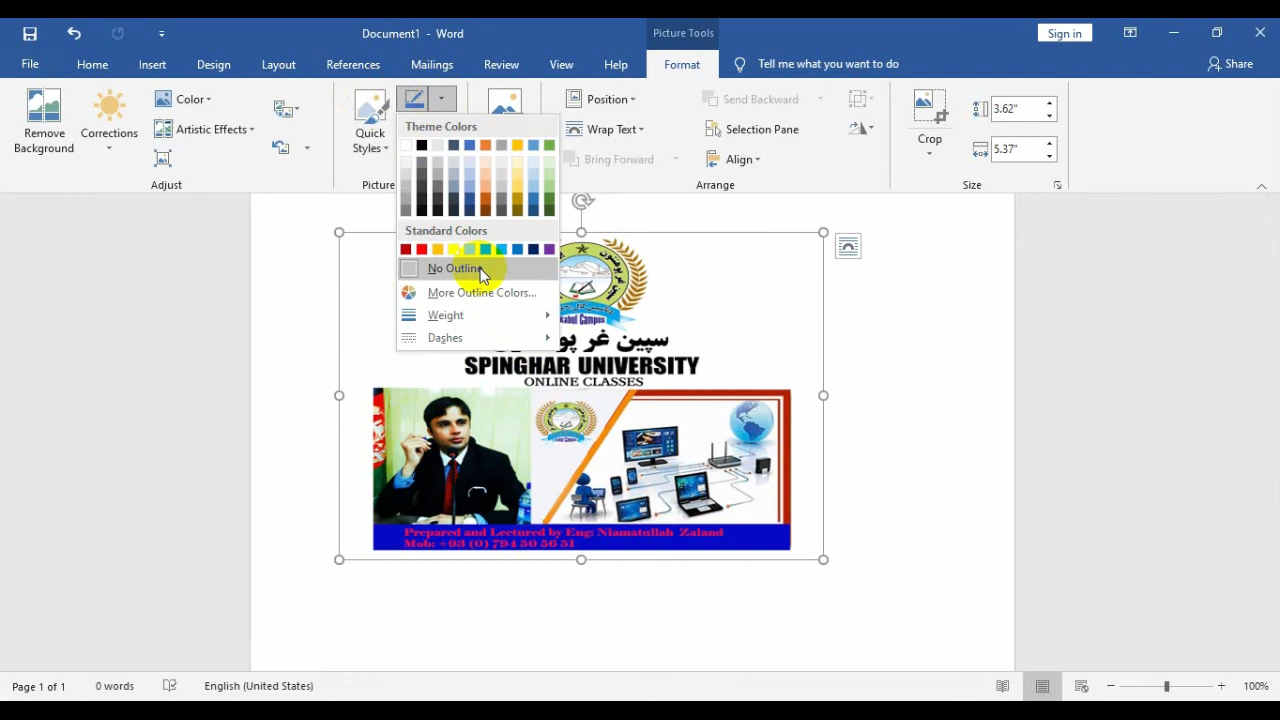 Document1 - Word
Picture Tools
Sign in
File
Home
Insert
Design
Layout
References
Mailings
Review
View
Help
Format
Tell me what you want to do
Share
Remove Background
Corrections
Color
Artistic Effects
Adjust
Quick Styles
Picture
Position
Wrap Text
Bring Forward
Send Backward
Selection Pane
Align
Arrange
Crop
3.62"
5.37"
Size
Theme Colors
Standard Colors
No Outline
More Outline Colors...
Weight
Dashes
Kabul Campus
سپين غر پو
SPINGHAR UNIVERSITY
ONLINE CLASSES
Prepared and Lectured by Eng: Niamatullah Zaland
Mob: +93 (0) 794 50 56 51
Page 1 of 1
0 words
English (United States)
100%